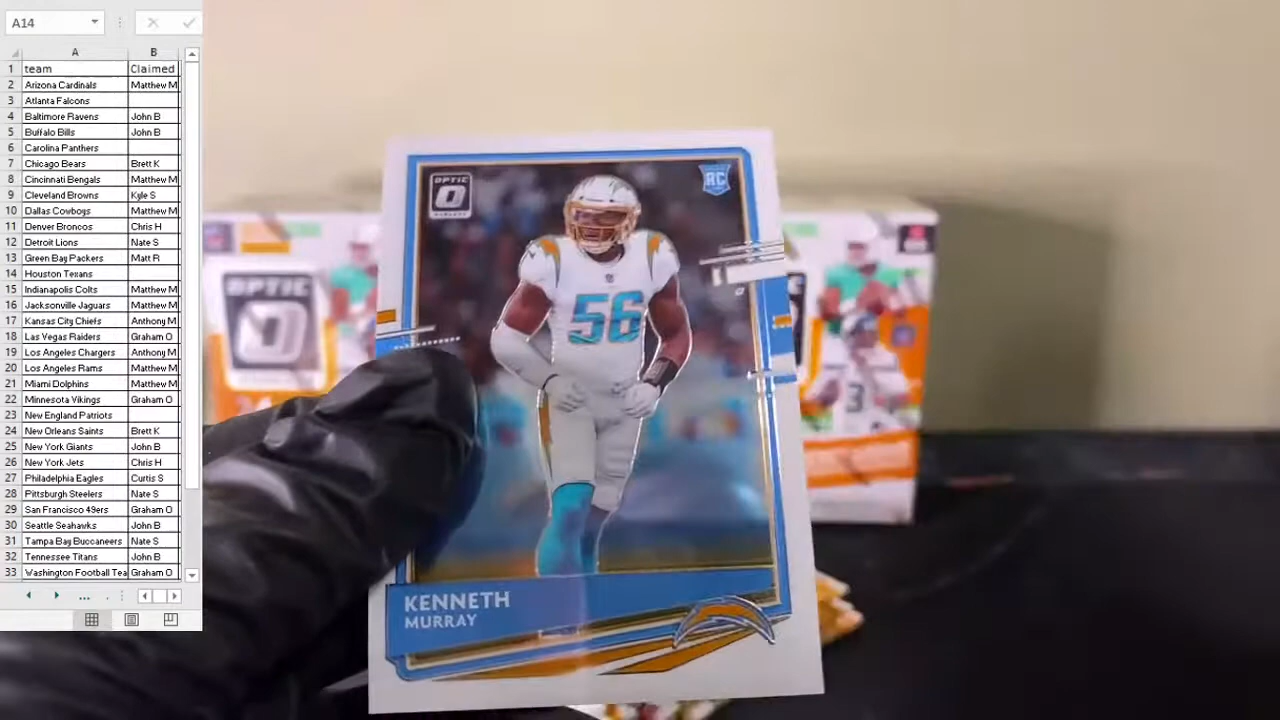 A14
A B
1 team Claimed
2 Arizona Cardinals Matthew M
3 Atlanta Falcons
4 Baltimore Ravens John B
5 Buffalo Bills John B
6 Carolina Panthers
7 Chicago Bears Brett K
8 Cincinnati Bengals Matthew M
9 Cleveland Browns Kyle S
10 Dallas Cowboys Matthew M
11 Denver Broncos Chris H
12 Detroit Lions Nate S
13 Green Bay Packers Matt R
14 Houston Texans
15 Indianapolis Colts Matthew M
16 Jacksonville Jaguars Matthew M
17 Kansas City Chiefs Anthony M
18 Las Vegas Raiders Graham O
19 Los Angeles Chargers Anthony M
20 Los Angeles Rams Matthew M
21 Miami Dolphins Matthew M
22 Minnesota Vikings Graham O
23 New England Patriots
24 New Orleans Saints Brett K
25 New York Giants John B
26 New York Jets Chris H
27 Philadelphia Eagles Curtis S
28 Pittsburgh Steelers Nate S
29 San Francisco 49ers Graham O
30 Seattle Seahawks John B
31 Tampa Bay Buccaneers Nate S
32 Tennessee Titans John B
33 Washington Football Tea Graham O
...
OPTIC
RC
56
KENNETH
MURRAY
OPTIC
3